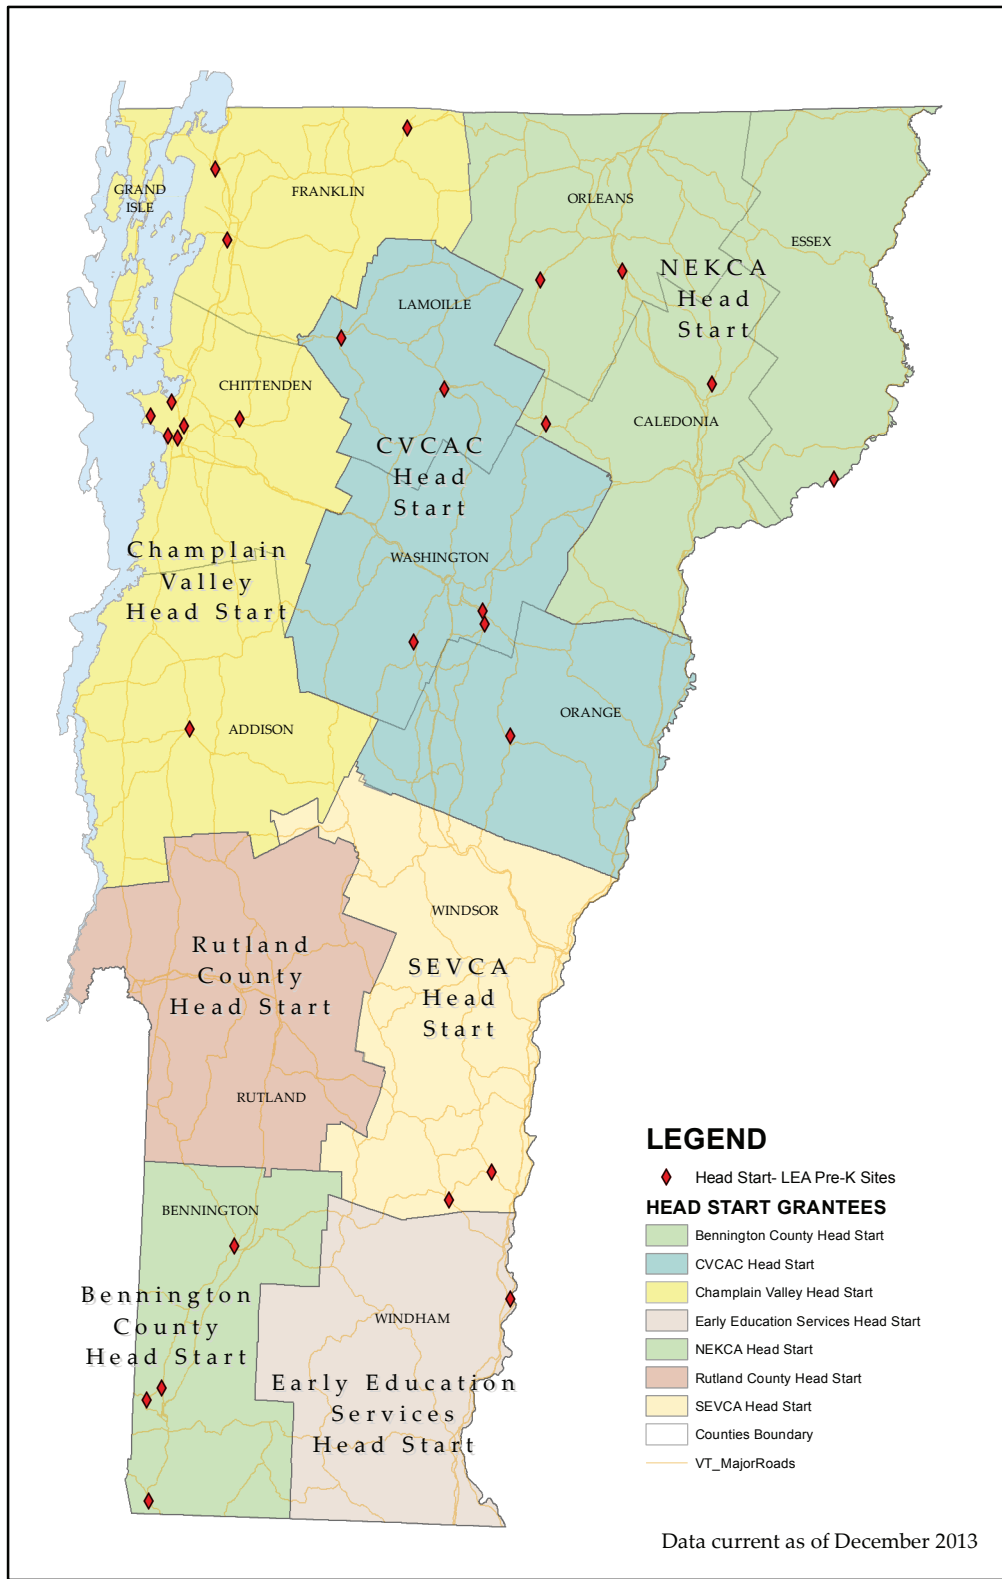 GRAND
ISLE
FRANKLIN
ORLEANS
ESSEX
NEKCA
Head
Start
LAMOILLE
CHITTENDEN
CALEDONIA
CVCAC
Head
Start
WASHINGTON
Champlain
Valley
Head Start
ORANGE
ADDISON
WINDSOR
Rutland
County
Head Start
SEVCA
Head
Start
RUTLAND
BENNINGTON
Bennington
County
Head Start
WINDHAM
Early Education
Services
Head Start
LEGEND
Head Start- LEA Pre-K Sites
HEAD START GRANTEES
Bennington County Head Start
CVCAC Head Start
Champlain Valley Head Start
Early Education Services Head Start
NEKCA Head Start
Rutland County Head Start
SEVCA Head Start
Counties Boundary
VT_MajorRoads
Data current as of December 2013